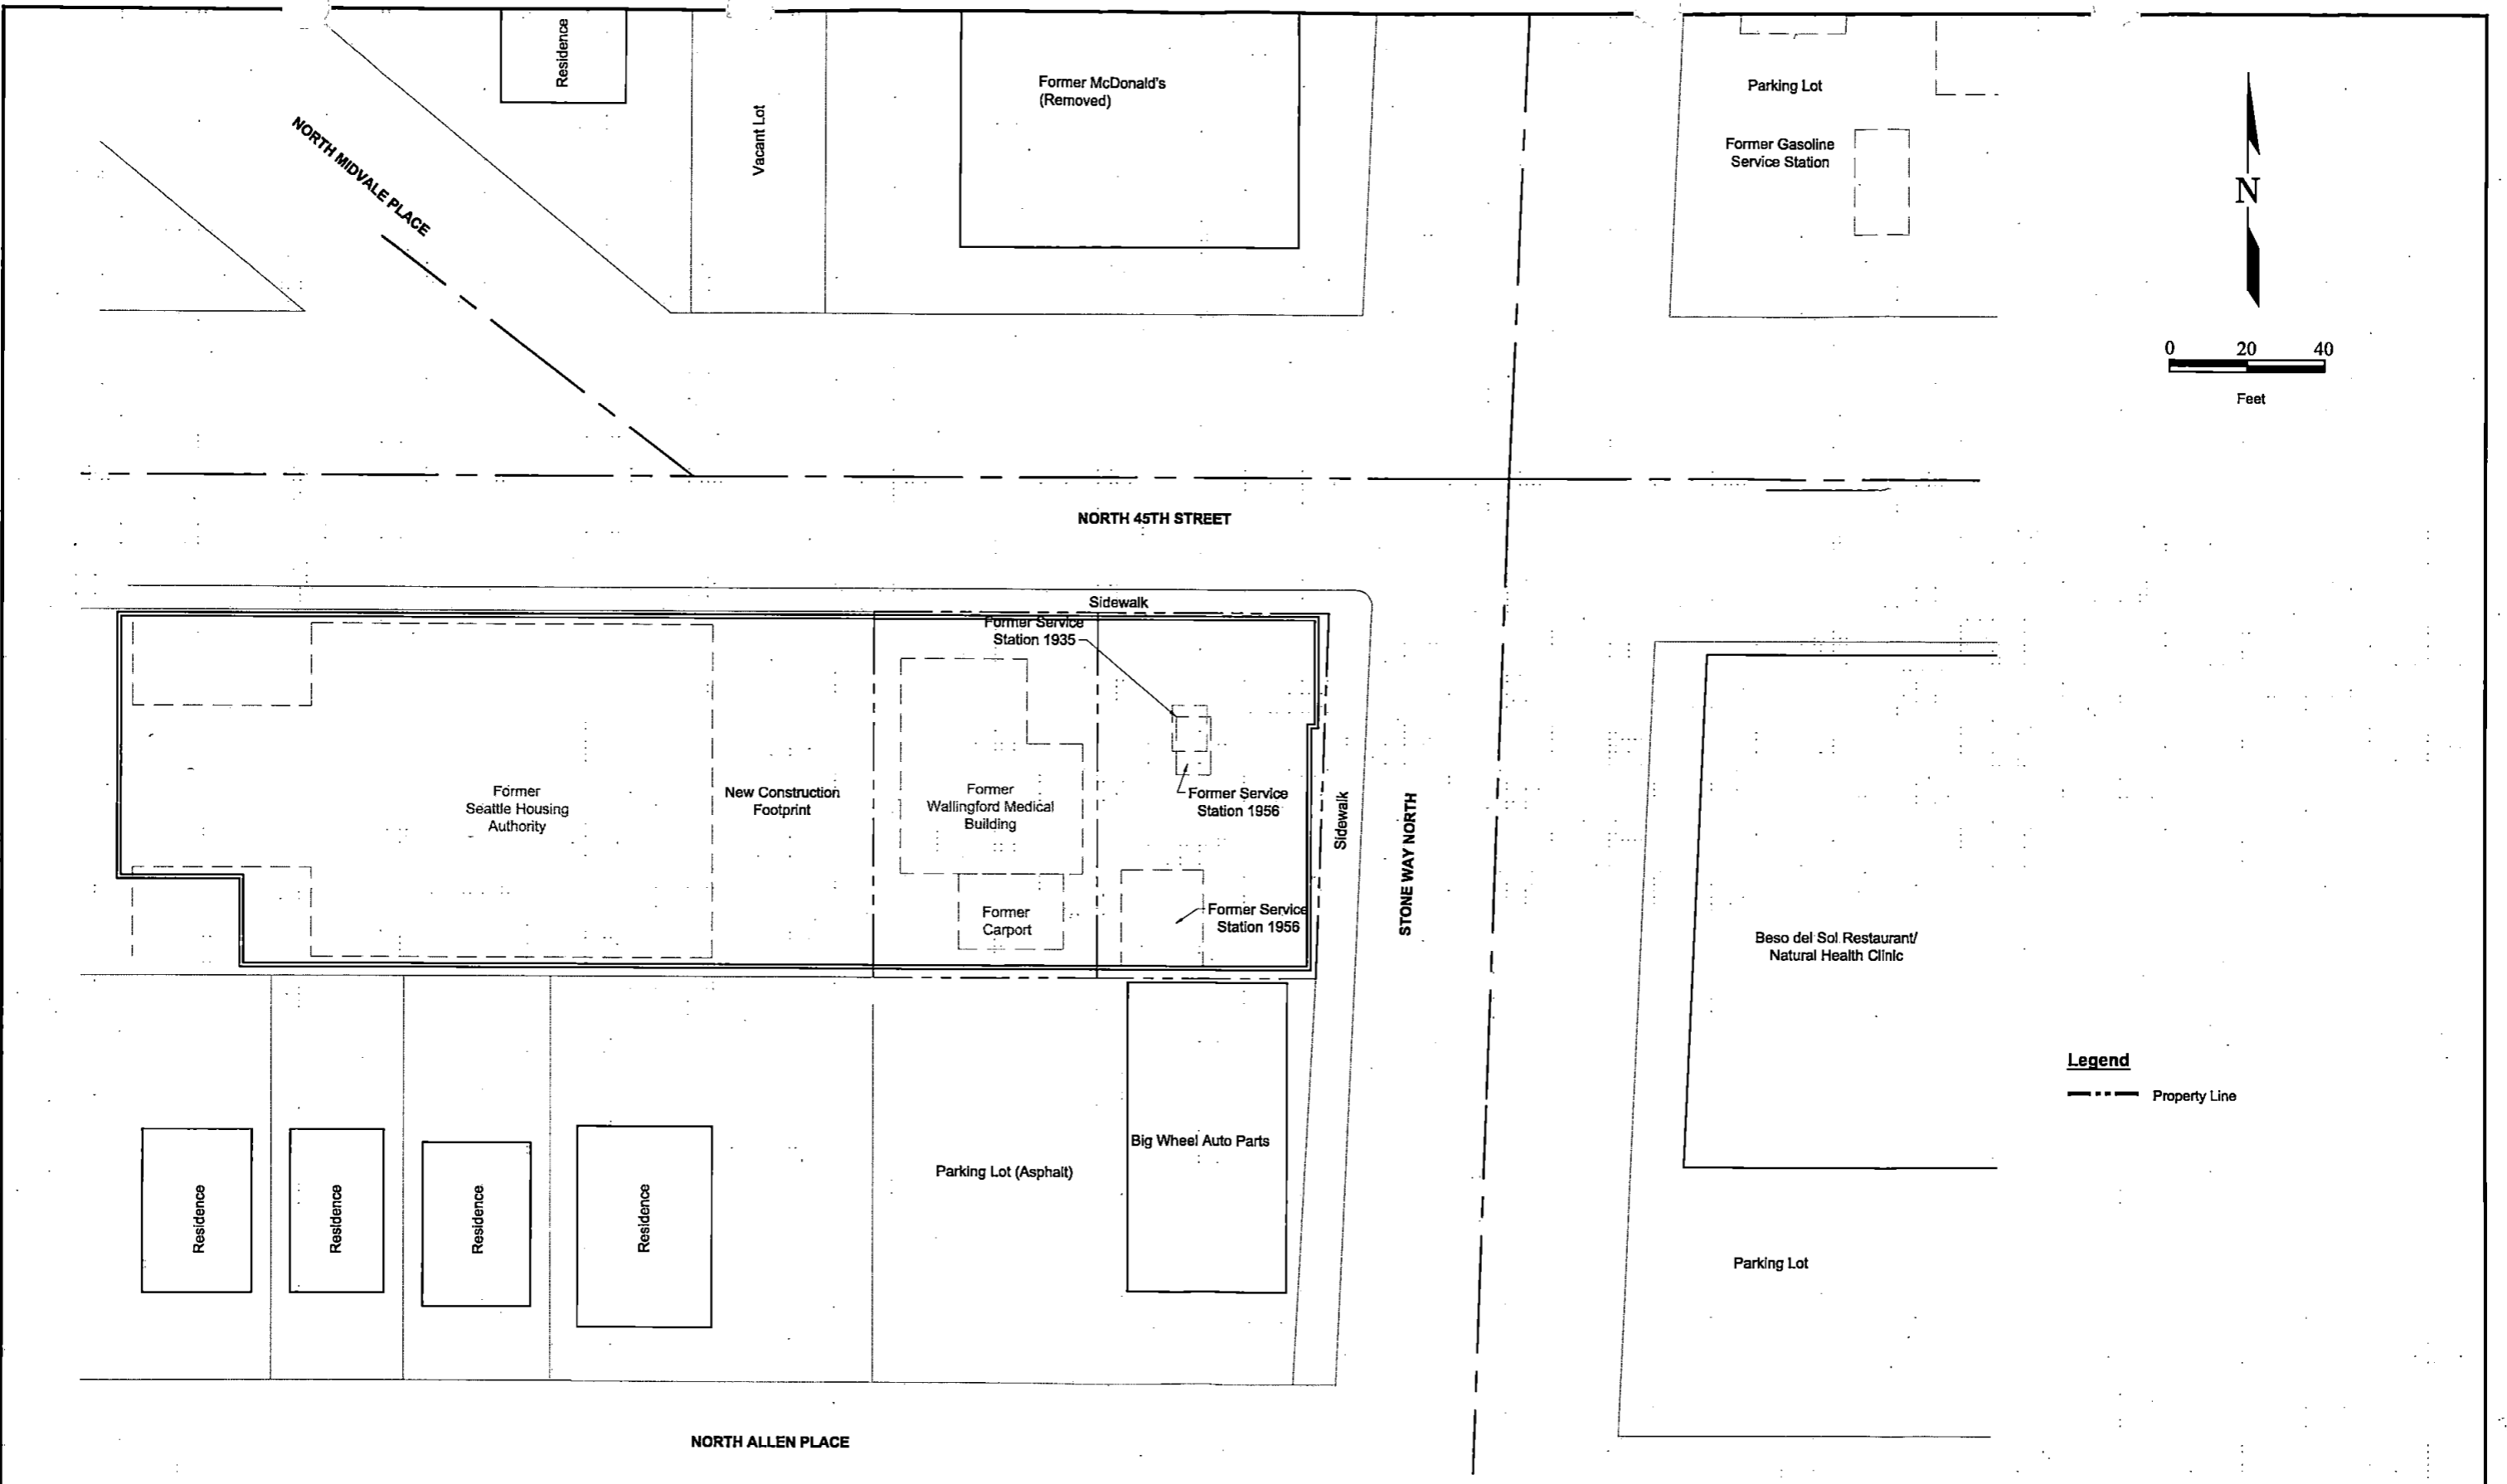 Residence
Vacant Lot
Former McDonald's
(Removed)
Parking Lot
Former Gasoline
Service Station
NORTH MIDVALE PLACE
N
0 20 40
Feet
NORTH 45TH STREET
Sidewalk
Former Service
Station 1935
Former
Seattle Housing
Authority
New Construction
Footprint
Former
Wallingford Medical
Building
Former Service
Station 1956
Sidewalk
STONE WAY NORTH
Former
Carport
Former Service
Station 1956
Beso del Sol Restaurant/
Natural Health Clinic
Legend
Property Line
Big Wheel Auto Parts
Parking Lot (Asphalt)
Residence
Residence
Residence
Residence
Parking Lot
NORTH ALLEN PLACE